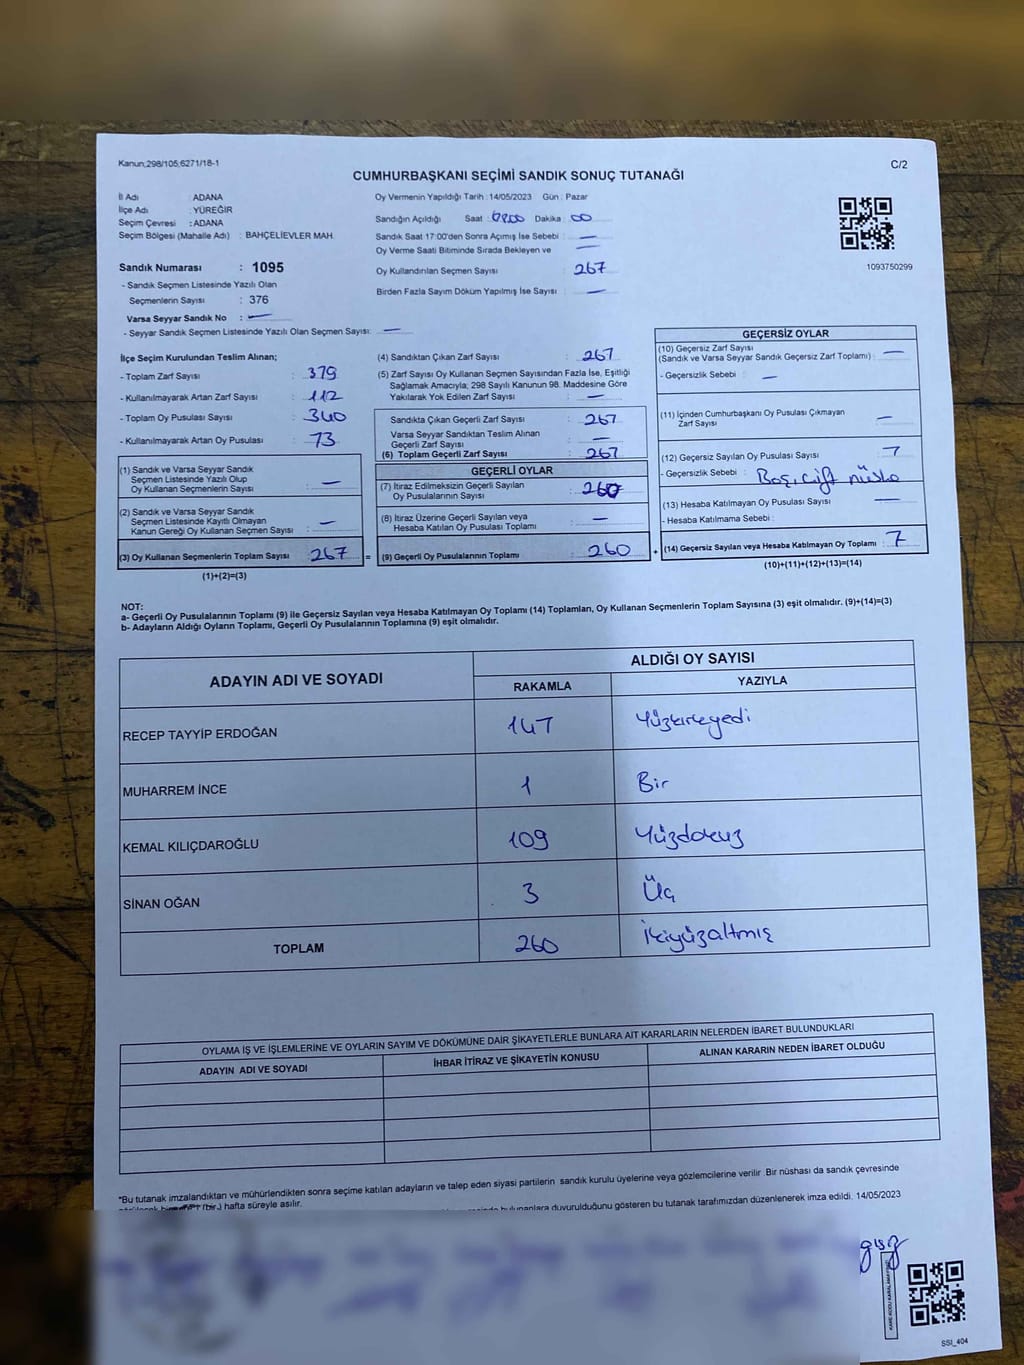 Kanun;298/105;6271/18-1
C/2
CUMHURBAŞKANI SEÇİMİ SANDIK SONUÇ TUTANAĞI
İl Adı : ADANA
İlçe Adı : YÜREĞİR
Seçim Çevresi : ADANA
Seçim Bölgesi (Mahalle Adı) : BAHÇELİEVLER MAH.
Sandık Numarası : 1095
- Sandık Seçmen Listesinde Yazılı Olan
Seçmenlerin Sayısı : 376
Varsa Seyyar Sandık No : —
- Seyyar Sandık Seçmen Listesinde Yazılı Olan Seçmen Sayısı: —
Oy Vermenin Yapıldığı Tarih : 14/05/2023 Gün : Pazar
Sandığın Açıldığı Saat : Dakika : 00
Sandık Saat 17:00'den Sonra Açımış İse Sebebi : —
Oy Verme Saati Bitiminde Sırada Bekleyen ve —
Oy Kullandırılan Seçmen Sayısı : 267
Birden Fazla Sayım Döküm Yapılmış İse Sayısı : —
1093750299
İlçe Seçim Kurulundan Teslim Alınan;
- Toplam Zarf Sayısı : 379
- Kullanılmayarak Artan Zarf Sayısı : 112
- Toplam Oy Pusulası Sayısı : 340
- Kullanılmayarak Artan Oy Pusulası : 73
(1) Sandık ve Varsa Seyyar Sandık
Seçmen Listesinde Yazılı Olup
Oy Kullanan Seçmenlerin Sayısı : —
(2) Sandık ve Varsa Seyyar Sandık
Seçmen Listesinde Kayıtlı Olmayan
Kanun Gereği Oy Kullanan Seçmen Sayısı : —
(3) Oy Kullanan Seçmenlerin Toplam Sayısı : 267 =
(1)+(2)=(3)
(4) Sandıktan Çıkan Zarf Sayısı : 267
(5) Zarf Sayısı Oy Kullanan Seçmen Sayısından Fazla İse, Eşitliği
Sağlamak Amacıyla; 298 Sayılı Kanunun 98. Maddesine Göre
Yakılarak Yok Edilen Zarf Sayısı : —
Sandıkta Çıkan Geçerli Zarf Sayısı : 267
Varsa Seyyar Sandıktan Teslim Alınan
Geçerli Zarf Sayısı : —
(6) Toplam Geçerli Zarf Sayısı : 267
GEÇERLİ OYLAR
(7) İtiraz Edilmeksizin Geçerli Sayılan
Oy Pusulalarının Sayısı : 260
(8) İtiraz Üzerine Geçerli Sayılan veya
Hesaba Katılan Oy Pusulası Toplamı : —
(9) Geçerli Oy Pusulalarının Toplamı : 260 +
GEÇERSİZ OYLAR
(10) Geçersiz Zarf Sayısı
(Sandık ve Varsa Seyyar Sandık Geçersiz Zarf Toplamı) : —
- Geçersizlik Sebebi : —
(11) İçinden Cumhurbaşkanı Oy Pusulası Çıkmayan
Zarf Sayısı : —
(12) Geçersiz Sayılan Oy Pusulası Sayısı : 7
- Geçersizlik Sebebi : Boş, çift nüsha
(13) Hesaba Katılmayan Oy Pusulası Sayısı : —
- Hesaba Katılmama Sebebi :
(14) Geçersiz Sayılan veya Hesaba Katılmayan Oy Toplamı : 7
(10)+(11)+(12)+(13)=(14)
NOT:
a- Geçerli Oy Pusulalarının Toplamı (9) ile Geçersiz Sayılan veya Hesaba Katılmayan Oy Toplamı (14) Toplamları, Oy Kullanan Seçmenlerin Toplam Sayısına (3) eşit olmalıdır. (9)+(14)=(3)
b- Adayların Aldığı Oyların Toplamı, Geçerli Oy Pusulalarının Toplamına (9) eşit olmalıdır.
ADAYIN ADI VE SOYADI
ALDIĞI OY SAYISI
RAKAMLA YAZIYLA
RECEP TAYYİP ERDOĞAN 147 Yüzkırkyedi
MUHARREM İNCE 1 Bir
KEMAL KILIÇDAROĞLU 109 Yüzdokuz
SİNAN OĞAN 3 Üç
TOPLAM 260 İkiyüzaltmış
OYLAMA İŞ VE İŞLEMLERİNE VE OYLARIN SAYIM VE DÖKÜMÜNE DAİR ŞİKAYETLERLE BUNLARA AİT KARARLARIN NELERDEN İBARET BULUNDUKLARI
ADAYIN ADI VE SOYADI İHBAR İTİRAZ VE ŞİKAYETİN KONUSU ALINAN KARARIN NEDEN İBARET OLDUĞU
*Bu tutanak imzalandıktan ve mühürlendikten sonra seçime katılan adayların ve talep eden siyasi partilerin sandık kurulu üyelerine veya gözlemcilerine verilir. Bir nüshası da sandık çevresinde
(bir.) hafta süreyle asılır.
bulunanlara duyurulduğunu gösteren bu tutanak tarafımızdan düzenlenerek imza edildi. 14/05/2023
SSI_404